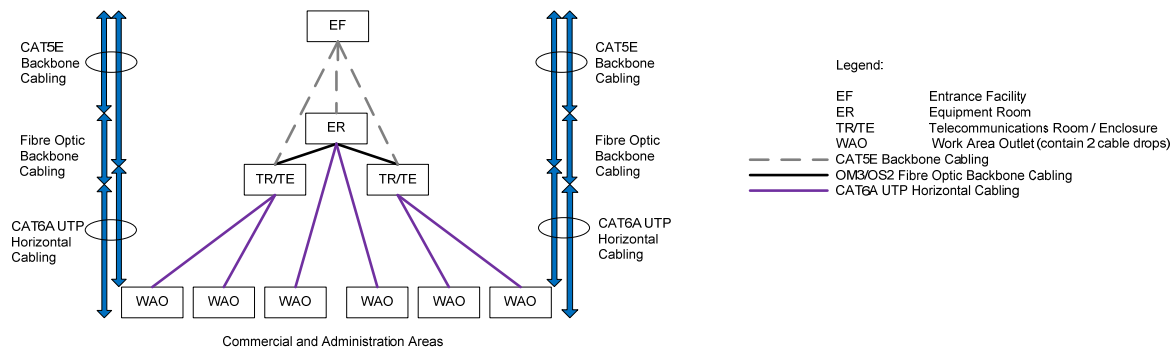 EF
CAT5E
Backbone
Cabling
CAT5E
Backbone
Cabling
Legend:
EF Entrance Facility
ER Equipment Room
TR/TE Telecommunications Room / Enclosure
WAO Work Area Outlet (contain 2 cable drops)
CAT5E Backbone Cabling
OM3/OS2 Fibre Optic Backbone Cabling
CAT6A UTP Horizontal Cabling
ER
Fibre Optic
Backbone
Cabling
Fibre Optic
Backbone
Cabling
TR/TE
TR/TE
CAT6A UTP
Horizontal
Cabling
CAT6A UTP
Horizontal
Cabling
WAO
WAO
WAO
WAO
WAO
WAO
Commercial and Administration Areas